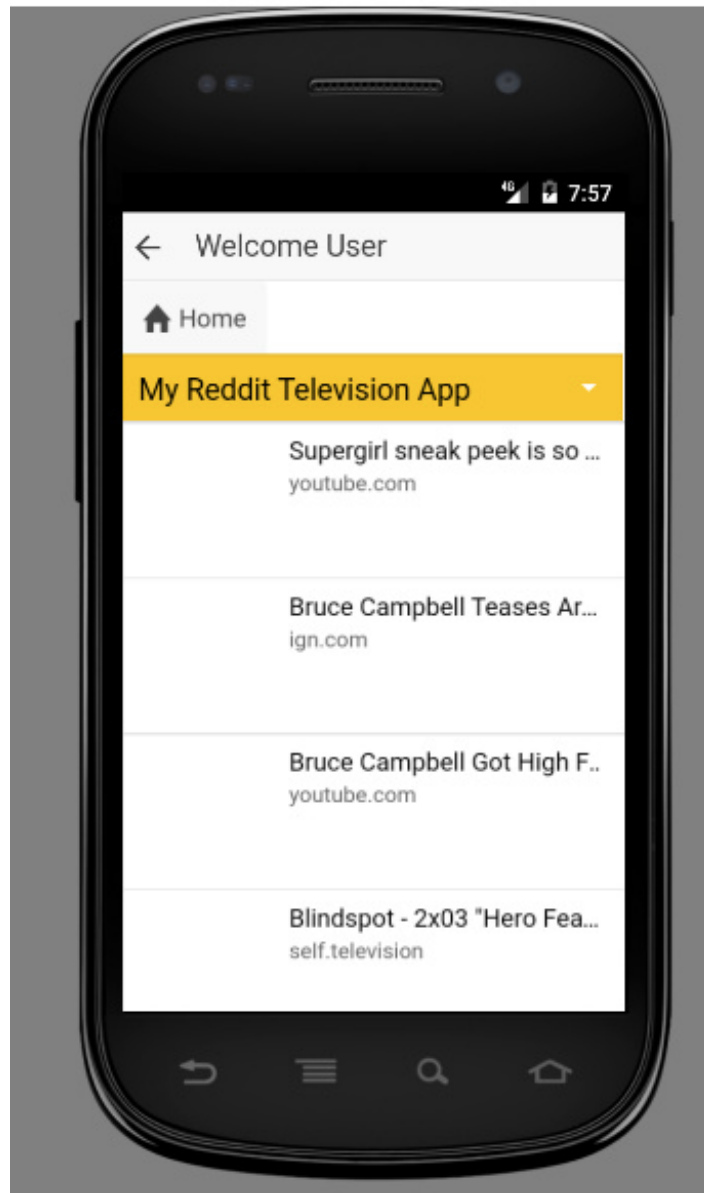 4G 7:57
Welcome User
Home
My Reddit Television App
Supergirl sneak peek is so ...
youtube.com
Bruce Campbell Teases Ar...
ign.com
Bruce Campbell Got High F..
youtube.com
Blindspot - 2x03 "Hero Fea...
self.television